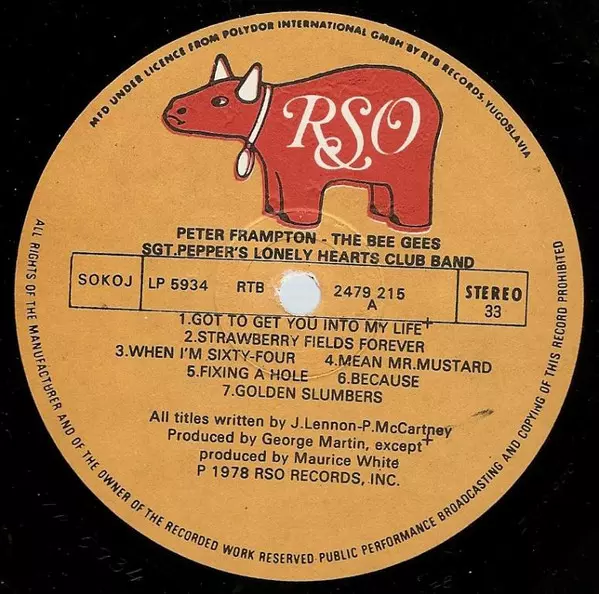 MFD UNDER LICENCE FROM POLYDOR INTERNATIONAL GMBH BY RTB RECORDS, YUGOSLAVIA
RSO
PETER FRAMPTON - THE BEE GEES
SGT.PEPPER'S LONELY HEARTS CLUB BAND
SOKOJ LP 5934 RTB 2479 215 STEREO
A 33
1.GOT TO GET YOU INTO MY LIFE+
2.STRAWBERRY FIELDS FOREVER
3.WHEN I'M SIXTY-FOUR 4.MEAN MR.MUSTARD
5.FIXING A HOLE 6.BECAUSE
7.GOLDEN SLUMBERS
All titles written by J.Lennon-P.McCartney
Produced by George Martin, except+
produced by Maurice White
P 1978 RSO RECORDS, INC.
ALL RIGHTS OF THE MANUFACTURER AND OF THE OWNER OF THE RECORDED WORK RESERVED·PUBLIC PERFORMANCE BROADCASTING AND COPYING OF THIS RECORD PROHIBITED